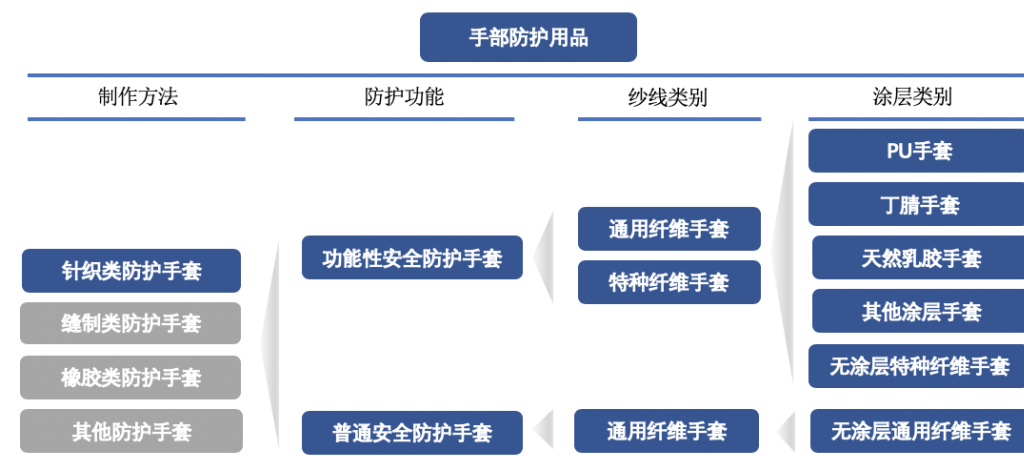 手部防护用品
制作方法
防护功能
纱线类别
涂层类别
针织类防护手套
缝制类防护手套
橡胶类防护手套
其他防护手套
功能性安全防护手套
普通安全防护手套
通用纤维手套
特种纤维手套
通用纤维手套
PU手套
丁腈手套
天然乳胶手套
其他涂层手套
无涂层特种纤维手套
无涂层通用纤维手套